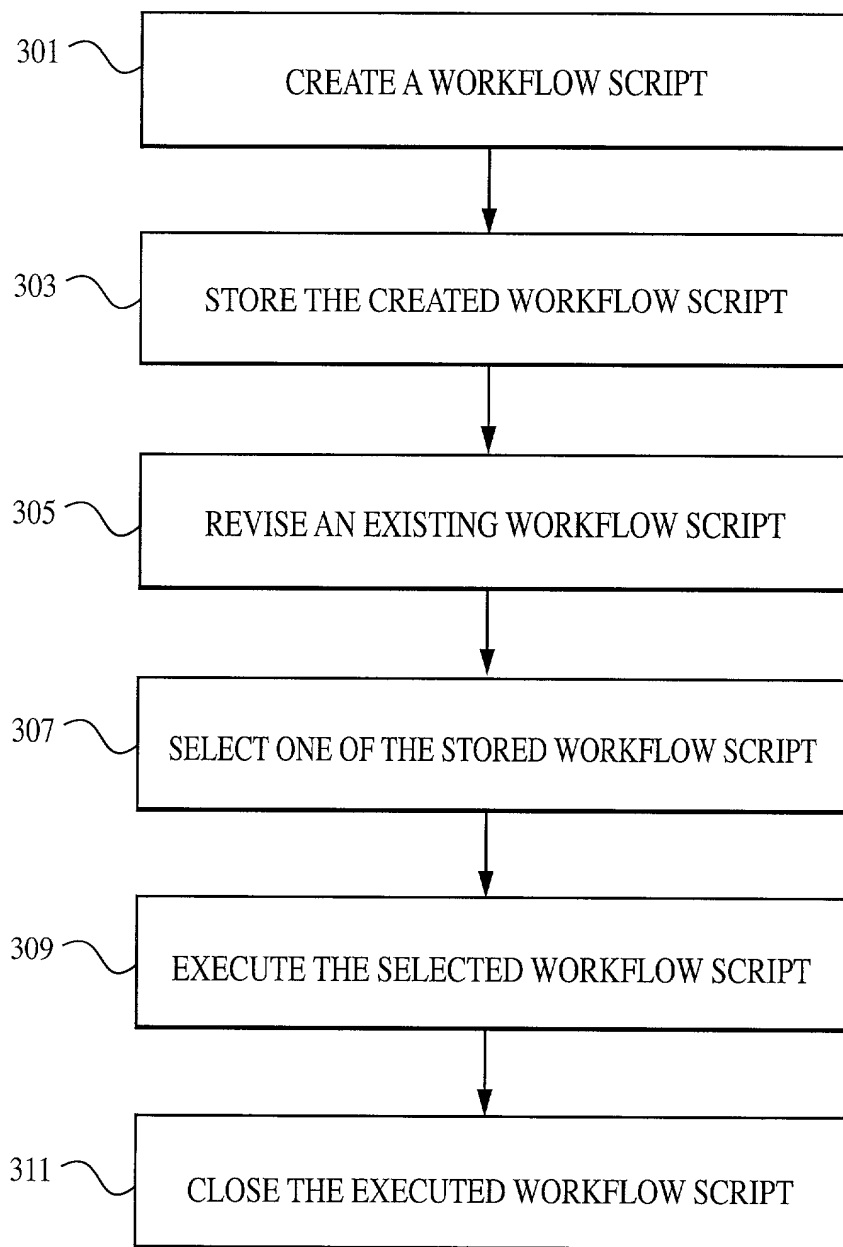 301
CREATE A WORKFLOW SCRIPT
303
STORE THE CREATED WORKFLOW SCRIPT
305
REVISE AN EXISTING WORKFLOW SCRIPT
307
SELECT ONE OF THE STORED WORKFLOW SCRIPT
309
EXECUTE THE SELECTED WORKFLOW SCRIPT
311
CLOSE THE EXECUTED WORKFLOW SCRIPT